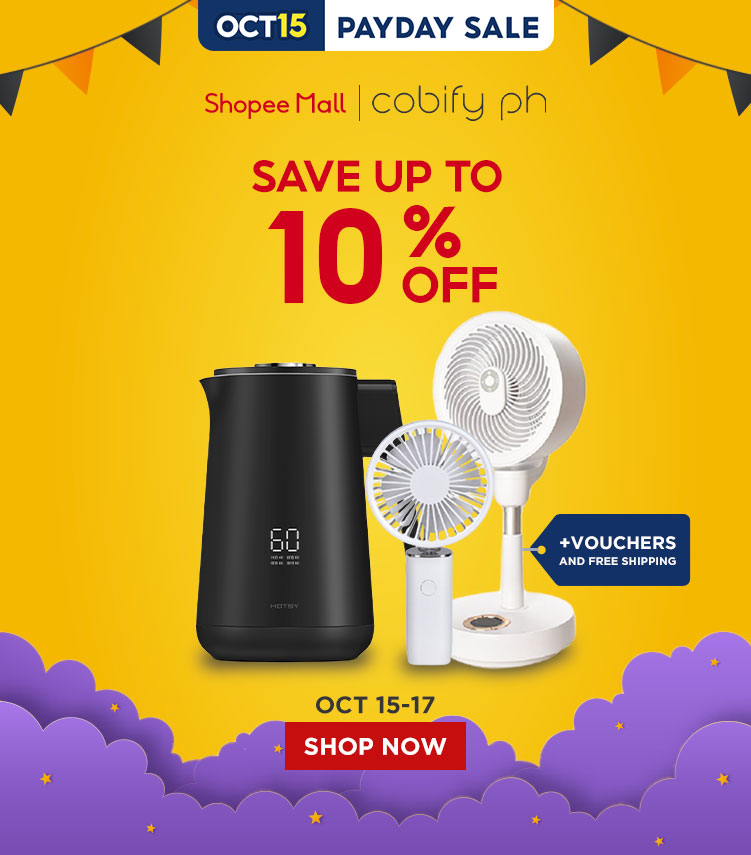 OCT15 PAYDAY SALE
Shopee Mall | cobify ph
SAVE UP TO
10%
OFF
60
HOTSY
+VOUCHERS
AND FREE SHIPPING
OCT 15-17
SHOP NOW